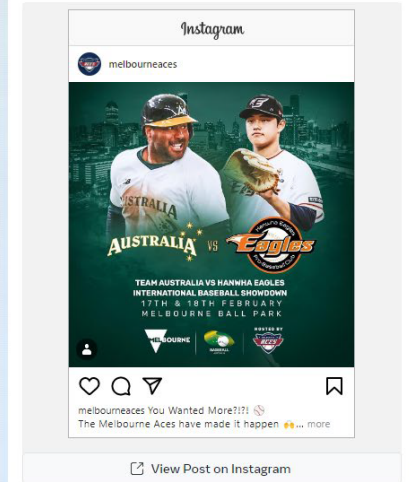 Instagram
melbourneaces
AUSTRALIA
AUSTRALIA VS Eagles
TEAM AUSTRALIA VS HANWHA EAGLES
INTERNATIONAL BASEBALL SHOWDOWN
17TH & 18TH FEBRUARY
MELBOURNE BALL PARK
HOSTED BY
MELBOURNE
ACES
melbourneaces You Wanted More?!?! ⚾
The Melbourne Aces have made it happen 🙌... more
View Post on Instagram